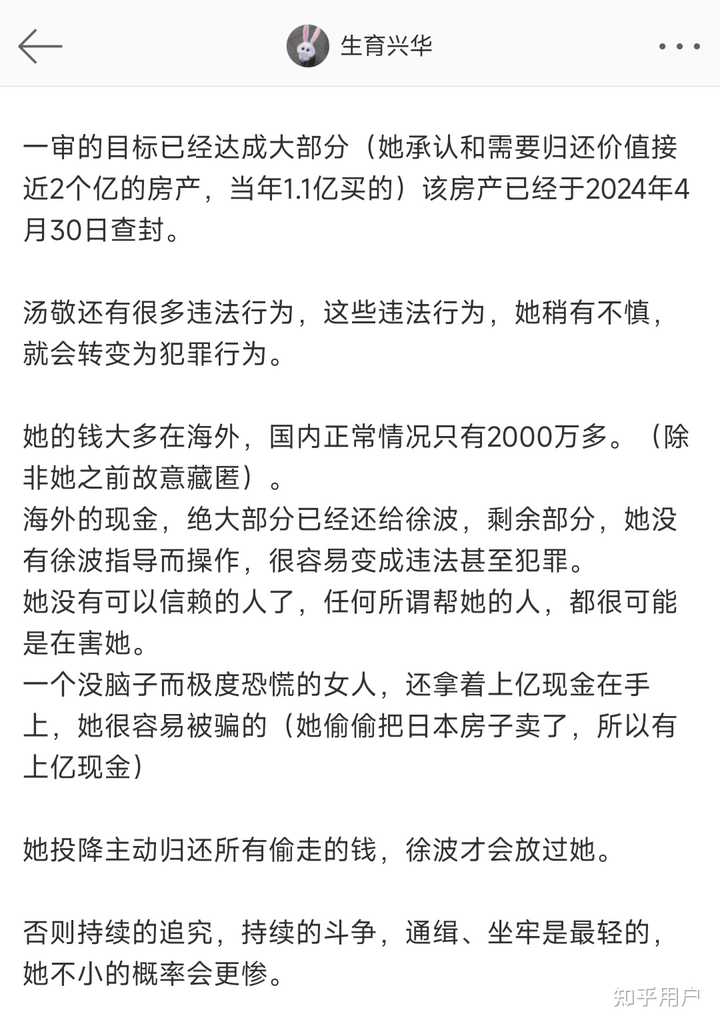 生育兴华
一审的目标已经达成大部分（她承认和需要归还价值接
近2个亿的房产，当年1.1亿买的）该房产已经于2024年4
月30日查封。
汤敬还有很多违法行为，这些违法行为，她稍有不慎，
就会转变为犯罪行为。
她的钱大多在海外，国内正常情况只有2000万多。（除
非她之前故意藏匿）。
海外的现金，绝大部分已经还给徐波，剩余部分，她没
有徐波指导而操作，很容易变成违法甚至犯罪。
她没有可以信赖的人了，任何所谓帮她的人，都很可能
是在害她。
一个没脑子而极度恐慌的女人，还拿着上亿现金在手
上，她很容易被骗的（她偷偷把日本房子卖了，所以有
上亿现金）
她投降主动归还所有偷走的钱，徐波才会放过她。
否则持续的追究，持续的斗争，通缉、坐牢是最轻的，
她不小的概率会更惨。
知乎用户